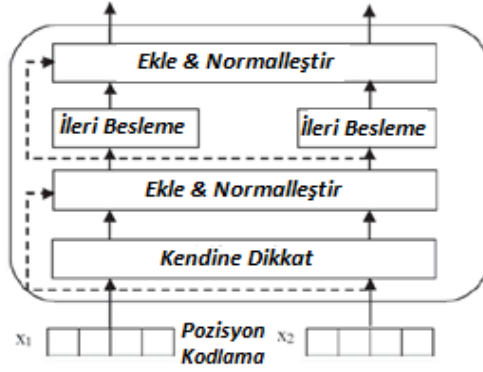 Ekle & Normalleştir
İleri Besleme İleri Besleme
Ekle & Normalleştir
Kendine Dikkat
x1 Pozisyon x2
Kodlama